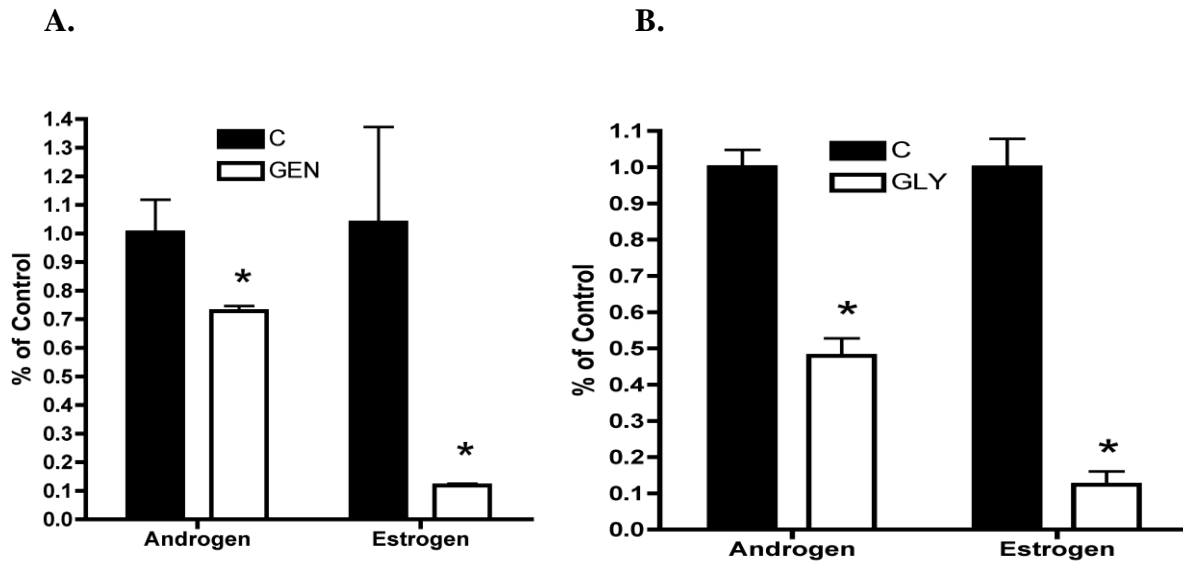 A.
B.
% of Control
1.4
1.3
1.2
1.1
1.0
0.9
0.8
0.7
0.6
0.5
0.4
0.3
0.2
0.1
0.0
C
GEN
*
*
Androgen
Estrogen
% of Control
1.1
1.0
0.9
0.8
0.7
0.6
0.5
0.4
0.3
0.2
0.1
0.0
C
GLY
*
*
Androgen
Estrogen